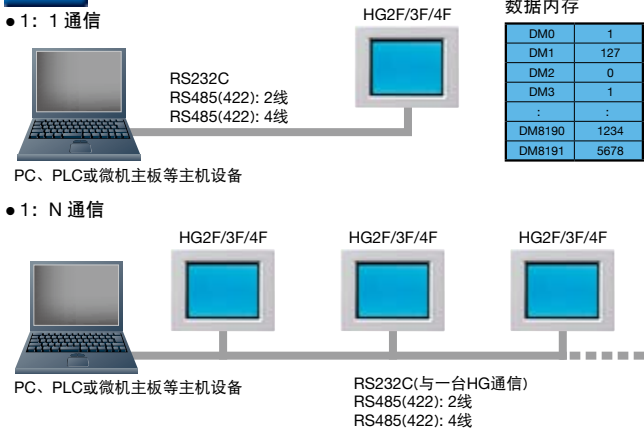 ● 1：1 通信
HG2F/3F/4F
RS232C
RS485(422): 2线
RS485(422): 4线
PC、PLC或微机主板等主机设备
数据内存
DM0 1
DM1 127
DM2 0
DM3 1
: :
DM8190 1234
DM8191 5678
● 1：N 通信
HG2F/3F/4F HG2F/3F/4F HG2F/3F/4F
PC、PLC或微机主板等主机设备
RS232C(与一台HG通信)
RS485(422): 2线
RS485(422): 4线